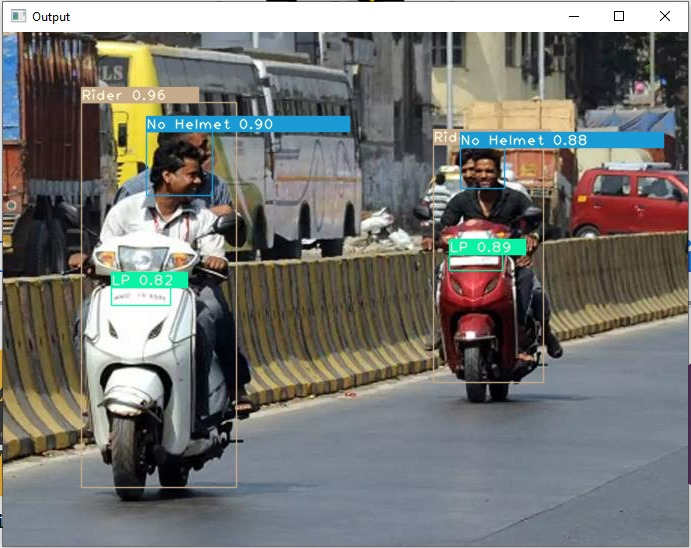 Output
Rider 0.96
No Helmet 0.90
LS
Rid
No Helmet 0.88
LP 0.89
LP 0.82